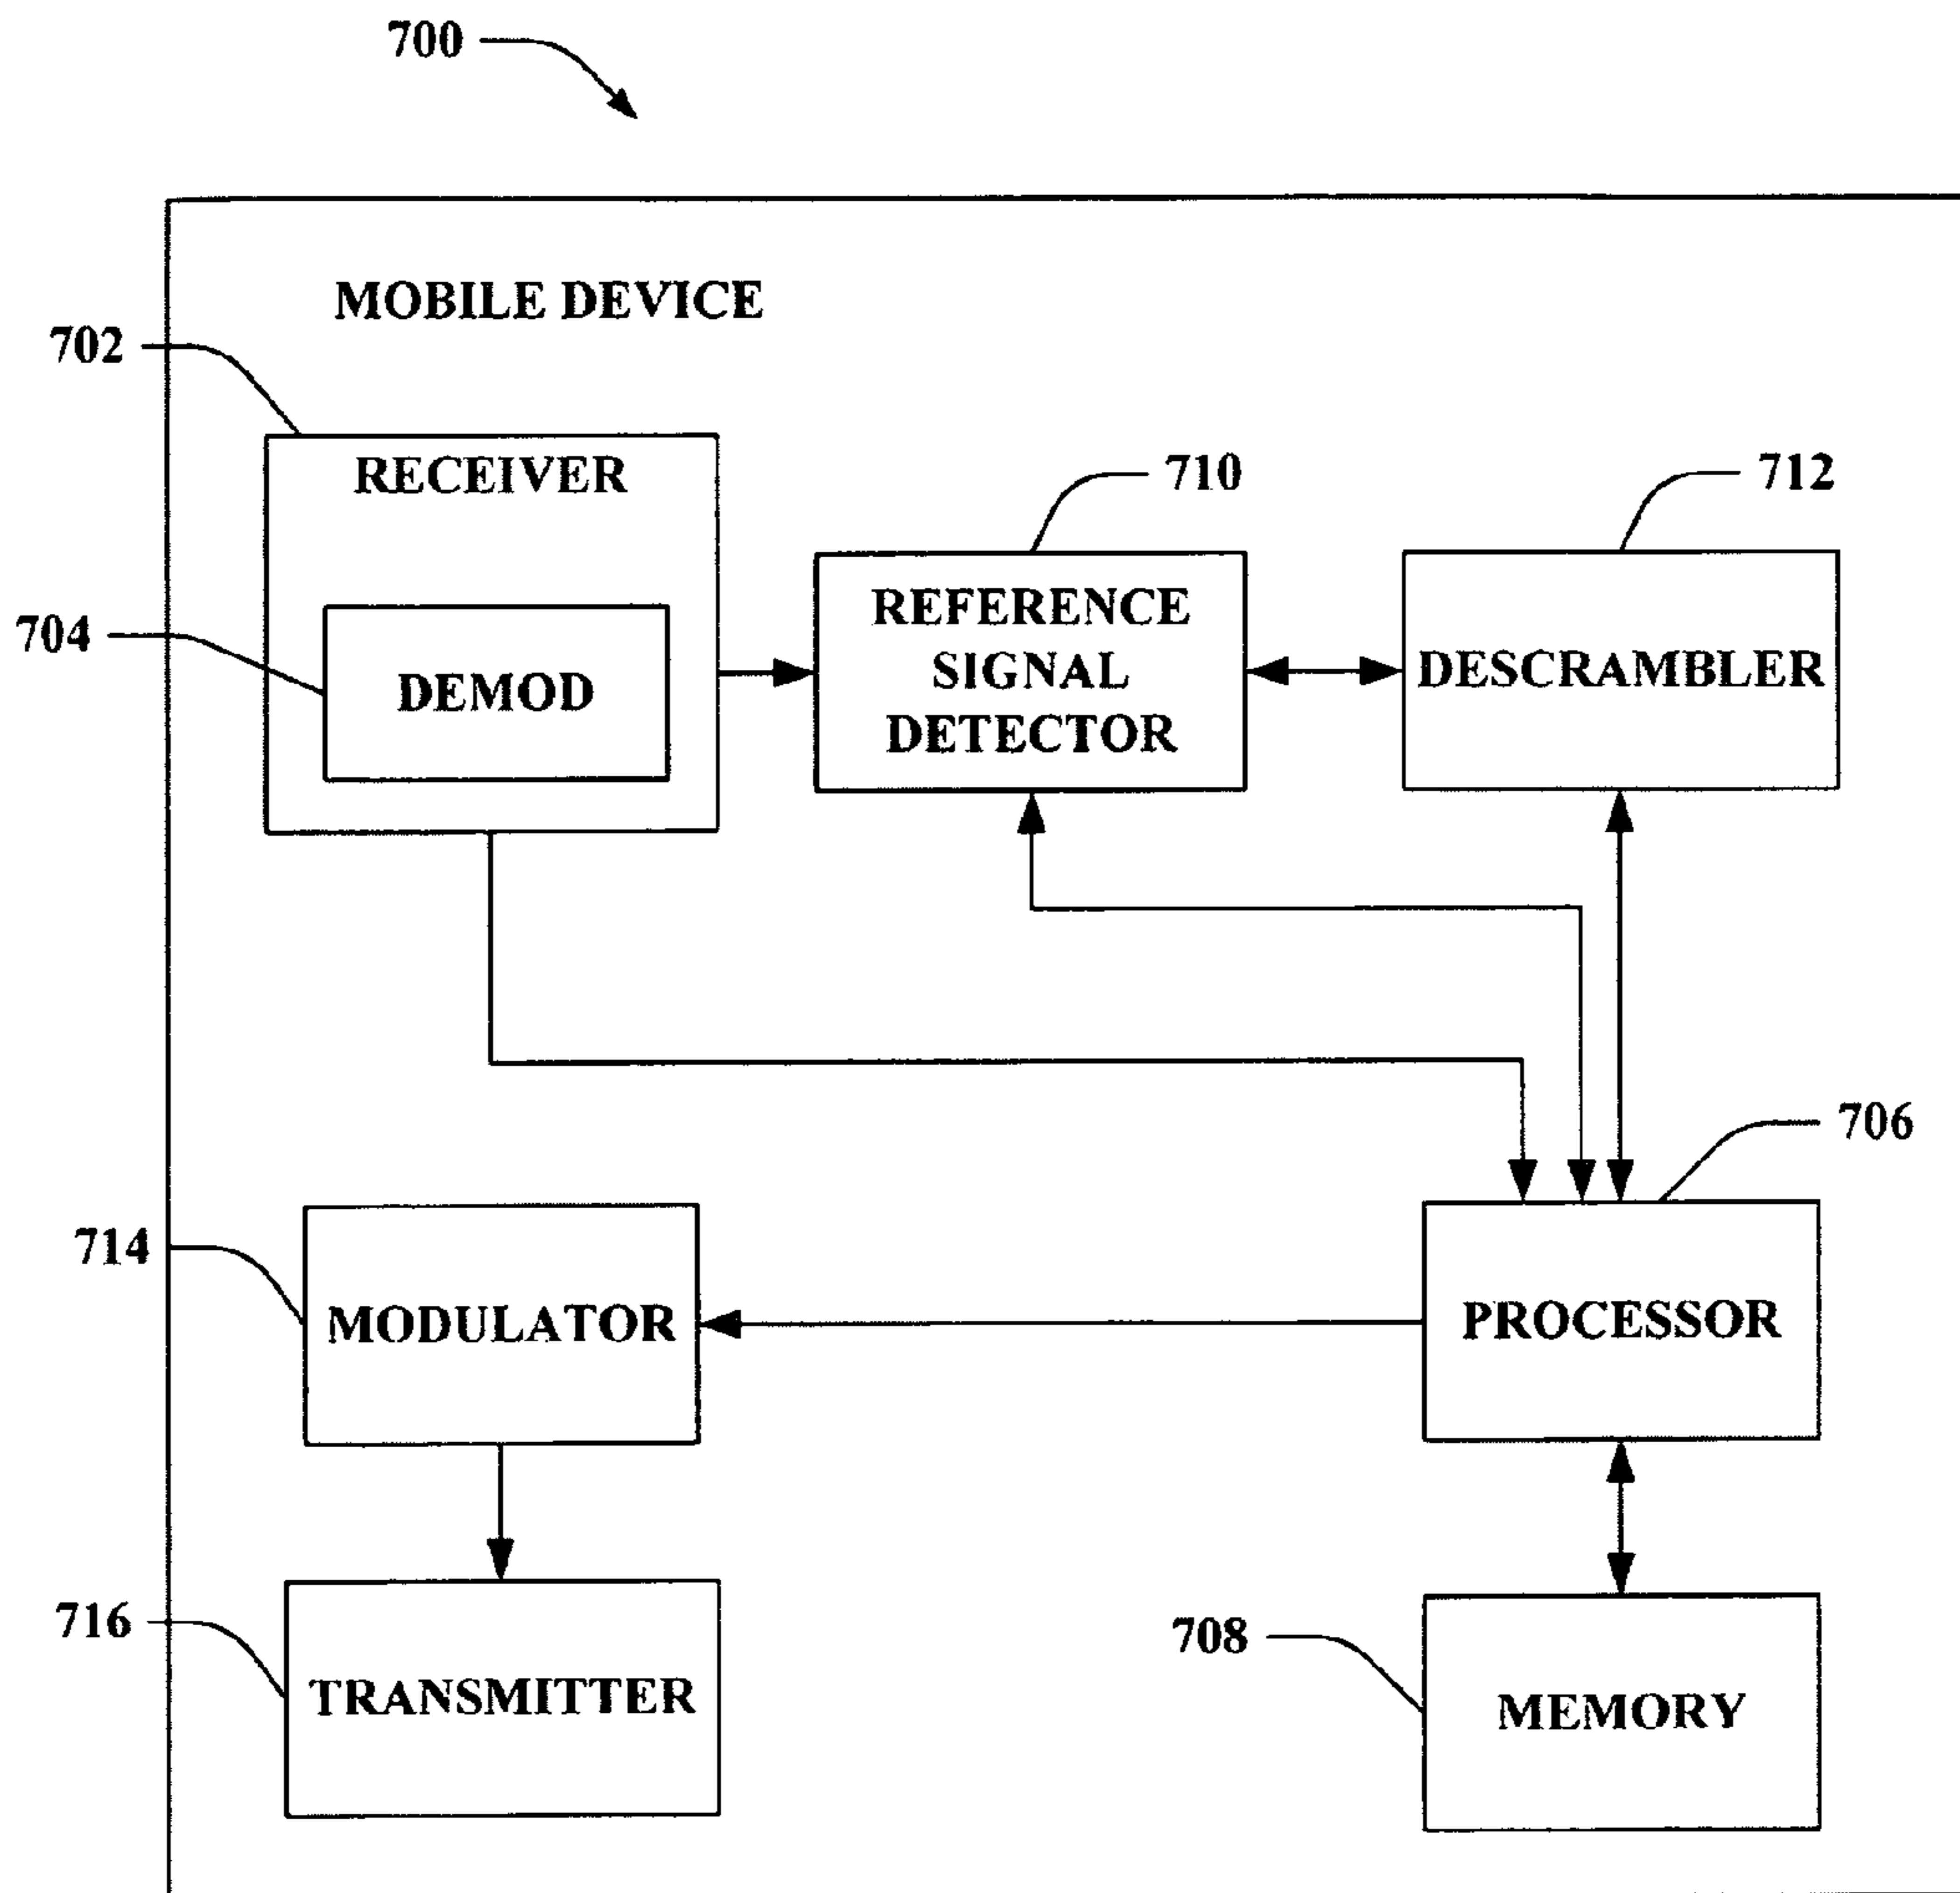 700
MOBILE DEVICE
702
RECEIVER
710
712
704
DEMOD
REFERENCE
SIGNAL
DETECTOR
DESCRAMBLER
706
714
MODULATOR
PROCESSOR
716
TRANSMITTER
708
MEMORY